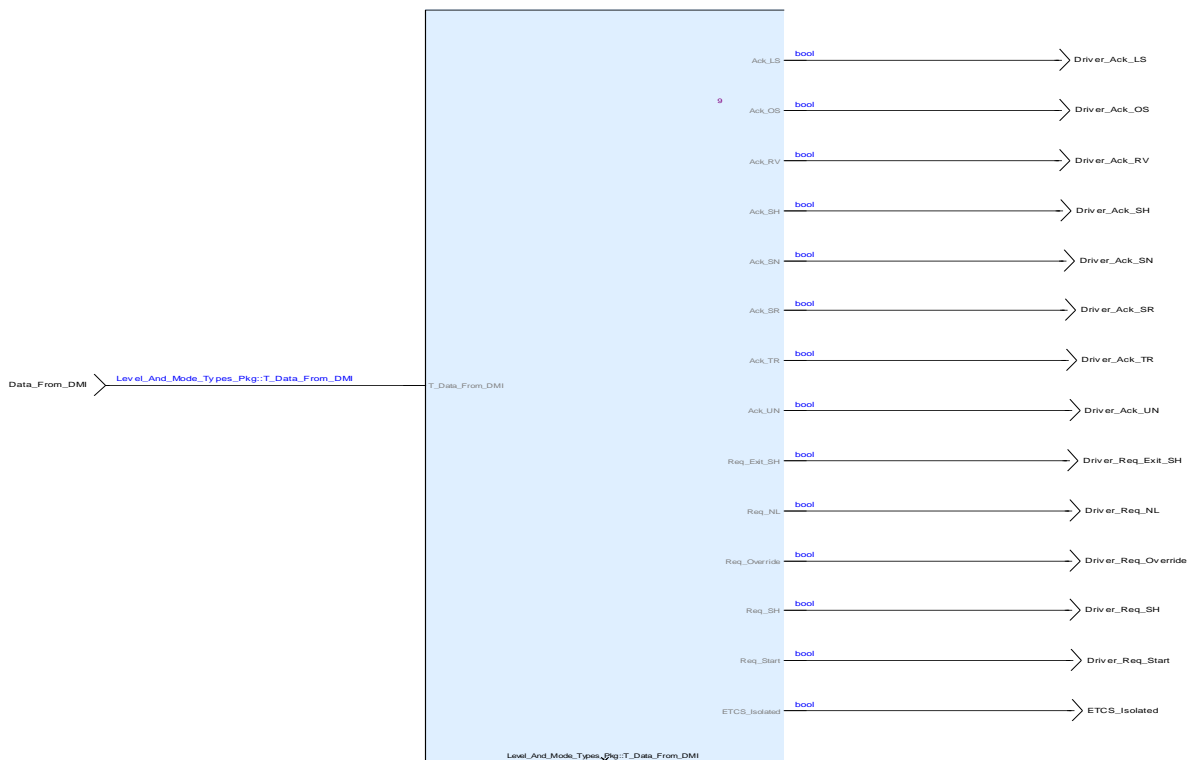 bool
Ack_LS
Driver_Ack_LS
9
bool
Ack_OS
Driver_Ack_OS
bool
Ack_RV
Driver_Ack_RV
bool
Ack_SH
Driver_Ack_SH
bool
Ack_SN
Driver_Ack_SN
bool
Ack_SR
Driver_Ack_SR
bool
Ack_TR
Driver_Ack_TR
Data_From_DMI
Level_And_Mode_Types_Pkg::T_Data_From_DMI
T_Data_From_DMI
bool
Ack_UN
Driver_Ack_UN
bool
Req_Exit_SH
Driver_Req_Exit_SH
bool
Req_NL
Driver_Req_NL
bool
Req_Override
Driver_Req_Override
bool
Req_SH
Driver_Req_SH
bool
Req_Start
Driver_Req_Start
bool
ETCS_Isolated
ETCS_Isolated
Level_And_Mode_Types_Pkg::T_Data_From_DMI